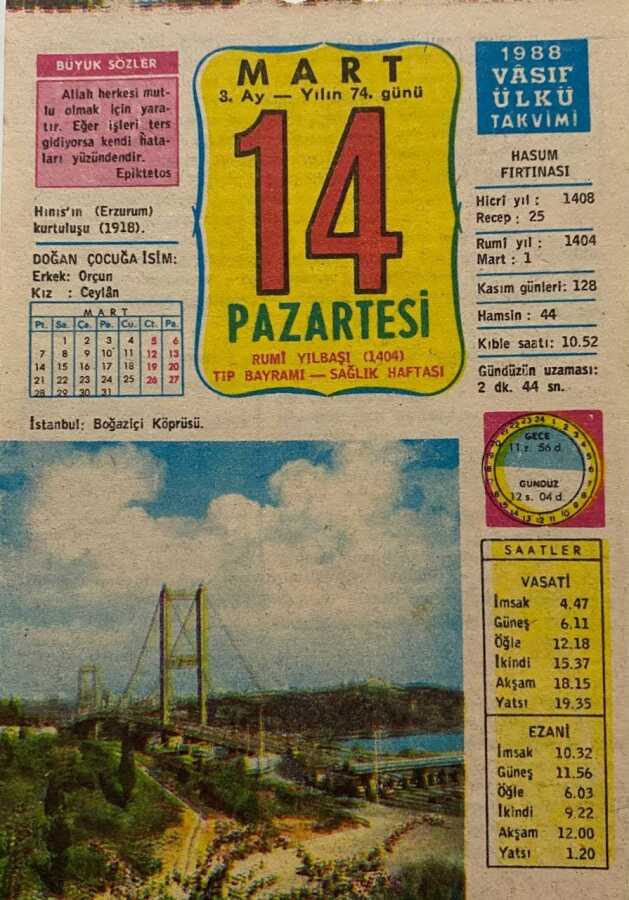 BÜYÜK SÖZLER
Allah herkesi mut-
lu olmak için yara-
tır. Eğer işleri ters
gidiyorsa kendi hata-
ları yüzündendir.
Epiktetos
Hınıs'ın (Erzurum)
kurtuluşu (1918).
DOĞAN ÇOCUĞA İSİM:
Erkek: Orçun
Kız : Ceylân
MART
Pt. Sa. Ça. Pe. Cu. Ct. Pa.
1 2 3 4 5 6
7 8 9 10 11 12 13
14 15 16 17 18 19 20
21 22 23 24 25 26 27
28 29 30 31
MART
3. Ay — Yılın 74. günü
14
PAZARTESİ
RUMÎ YILBAŞI (1404)
TIP BAYRAMI — SAĞLIK HAFTASI
1988
VÂSIF
ÜLKÜ
TAKVİMİ
HASUM
FIRTINASI
Hicrî yıl : 1408
Recep : 25
Rumî yıl : 1404
Mart : 1
Kasım günleri: 128
Hamsin : 44
Kıble saati: 10.52
Gündüzün uzaması:
2 dk. 44 sn.
GECE
11 s. 56 d.
GÜNDÜZ
12 s. 04 d.
SAATLER
VASATİ
İmsak 4.47
Güneş 6.11
Öğle 12.18
İkindi 15.37
Akşam 18.15
Yatsı 19.35
EZANİ
İmsak 10.32
Güneş 11.56
Öğle 6.03
İkindi 9.22
Akşam 12.00
Yatsı 1.20
İstanbul: Boğaziçi Köprüsü.